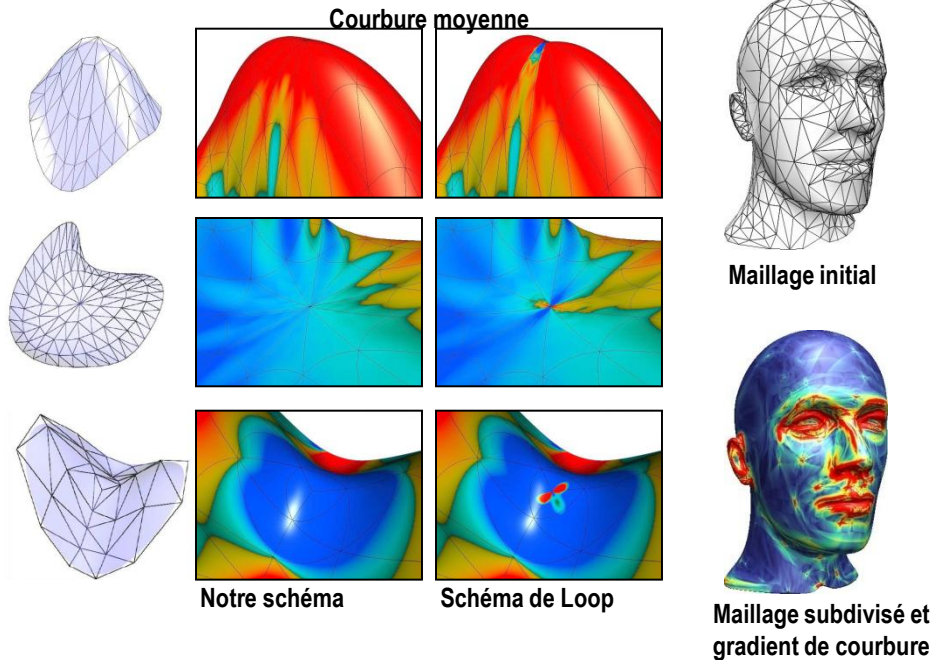 Courbure moyenne
Maillage initial
Notre schéma
Schéma de Loop
Maillage subdivisé et
gradient de courbure